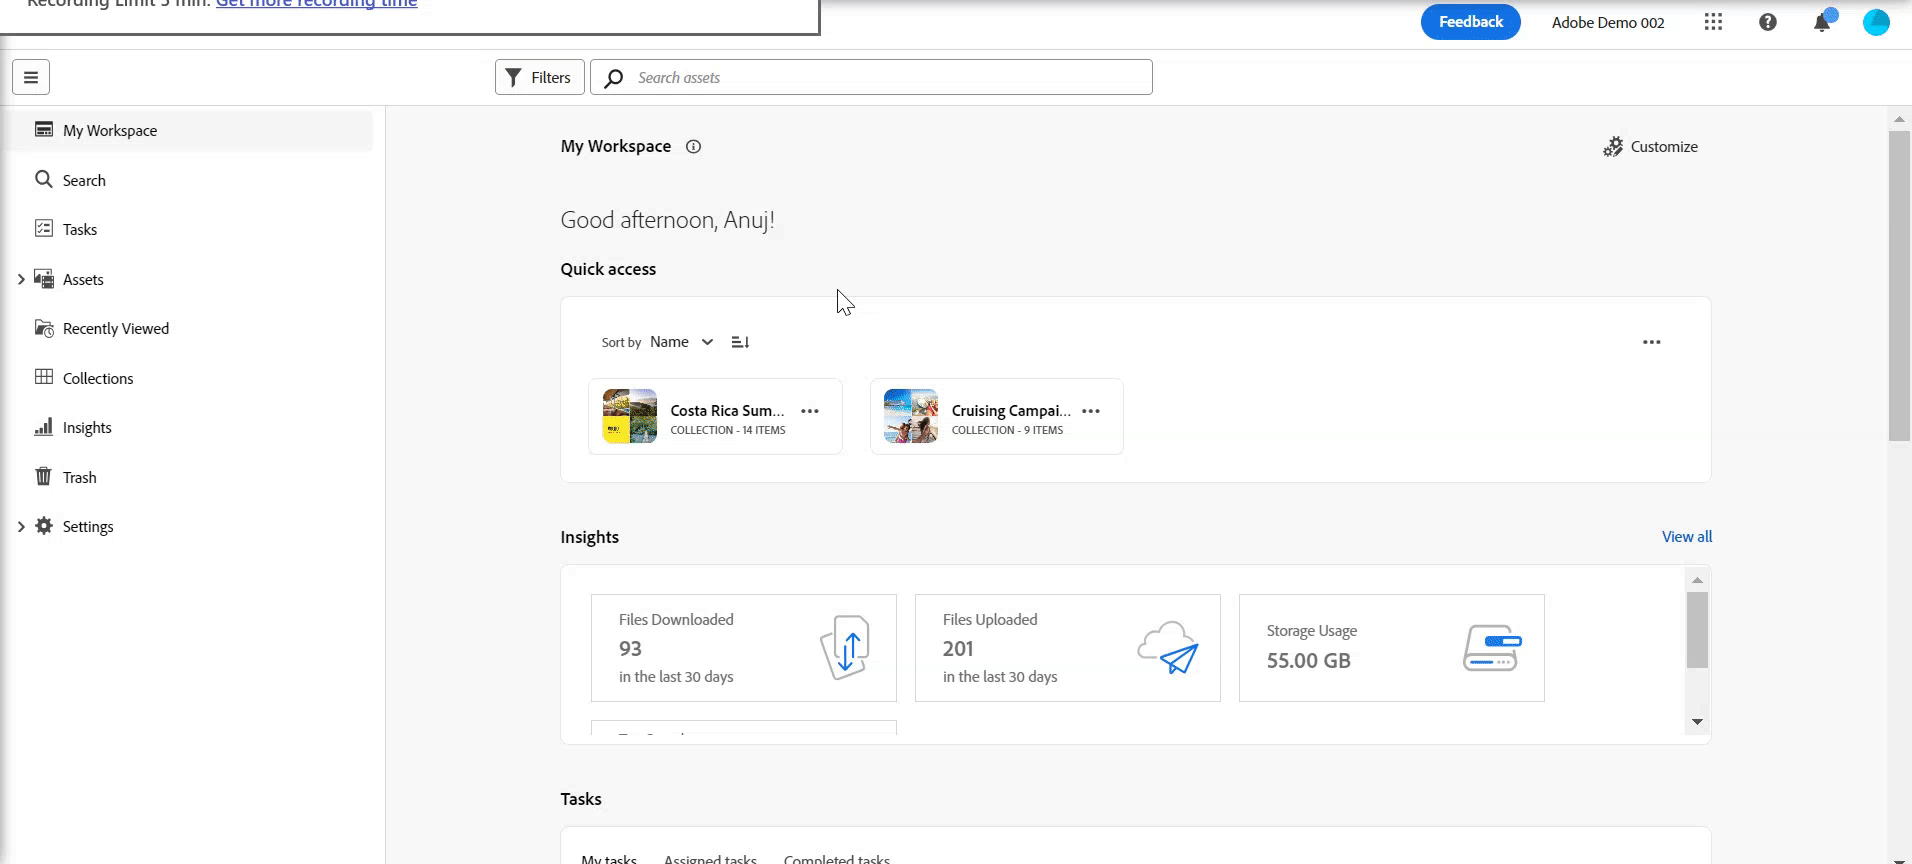 Recording Limit 5 min. Get more recording time
Feedback
Adobe Demo 002
Filters
Search assets
My Workspace
Search
Tasks
Assets
Recently Viewed
Collections
Insights
Trash
Settings
My Workspace
Customize
Good afternoon, Anuj!
Quick access
Sort by Name
Costa Rica Sum...
COLLECTION - 14 ITEMS
Cruising Campai...
COLLECTION - 9 ITEMS
Insights
View all
Files Downloaded
93
in the last 30 days
Files Uploaded
201
in the last 30 days
Storage Usage
55.00 GB
Tasks
My tasks
Assigned tasks
Completed tasks